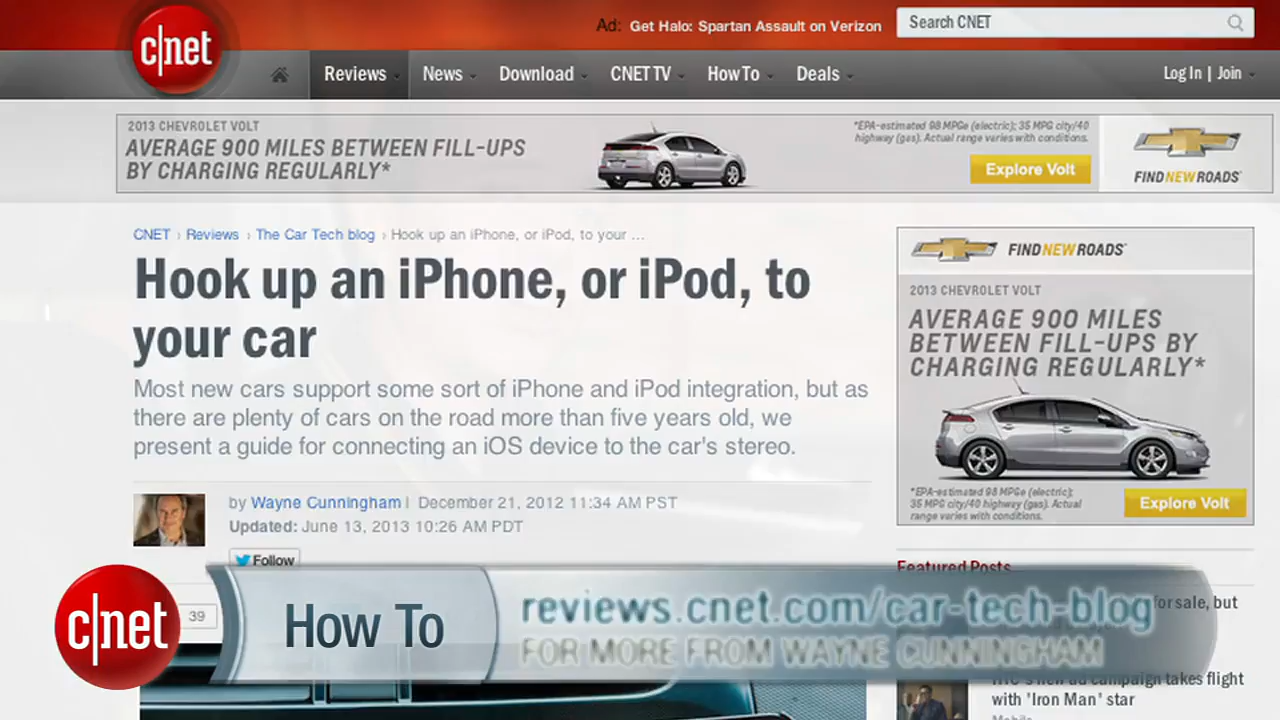 c|net
Ad: Get Halo: Spartan Assault on Verizon
Search CNET
Reviews
News
Download
CNET TV
How To
Deals
Log In | Join
2013 CHEVROLET VOLT
AVERAGE 900 MILES BETWEEN FILL-UPS
BY CHARGING REGULARLY*
*EPA-estimated 98 MPGe (electric); 35 MPG city/40
highway (gas). Actual range varies with conditions.
Explore Volt
FIND NEW ROADS
CNET › Reviews › The Car Tech blog › Hook up an iPhone, or iPod, to your ...
Hook up an iPhone, or iPod, to
your car
Most new cars support some sort of iPhone and iPod integration, but as
there are plenty of cars on the road more than five years old, we
present a guide for connecting an iOS device to the car's stereo.
by Wayne Cunningham | December 21, 2012 11:34 AM PST
Updated: June 13, 2013 10:26 AM PDT
Follow
39
FIND NEW ROADS
2013 CHEVROLET VOLT
AVERAGE 900 MILES
BETWEEN FILL-UPS BY
CHARGING REGULARLY*
*EPA-estimated 98 MPGe (electric);
35 MPG city/40 highway (gas). Actual
range varies with conditions.
Explore Volt
Featured Posts
for sale, but
new ad campaign takes flight
with 'Iron Man' star
Mobile
c|net
How To
reviews.cnet.com/car-tech-blog
FOR MORE FROM WAYNE CUNNINGHAM